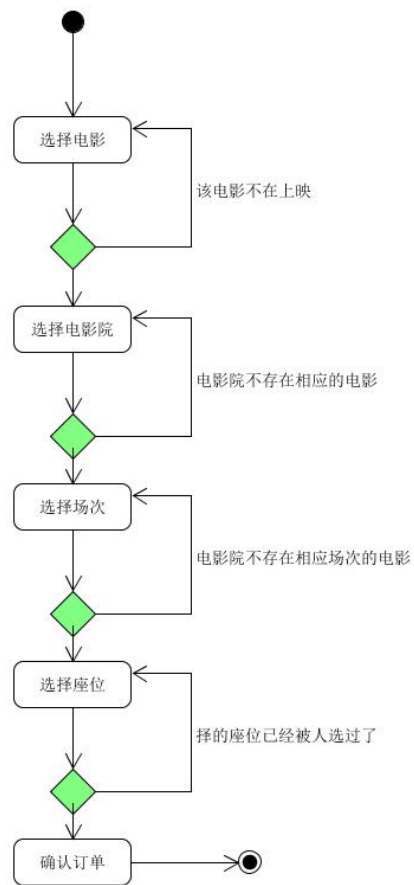 选择电影
该电影不在上映
选择电影院
电影院不存在相应的电影
选择场次
电影院不存在相应场次的电影
选择座位
择的座位已经被人选过了
确认订单